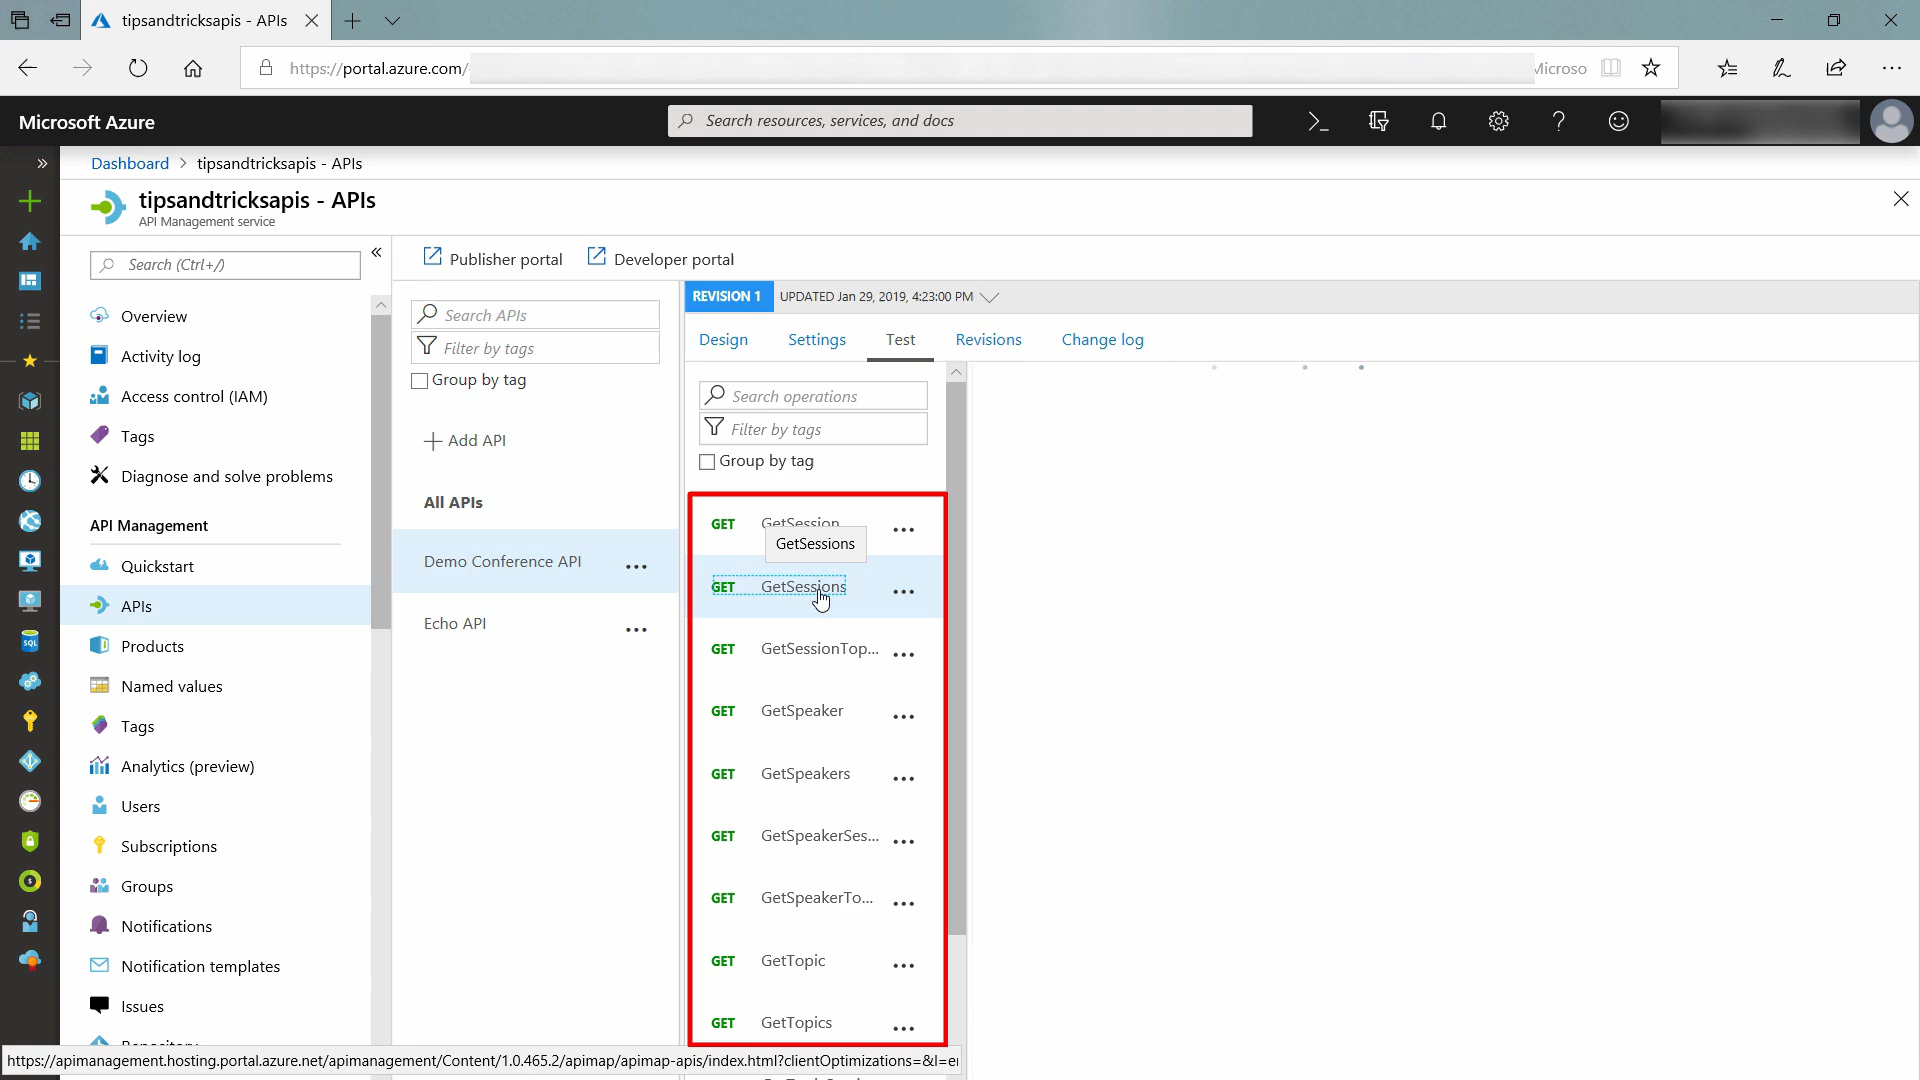 tipsandtricksapis - APIs
https://portal.azure.com/
Microso
Microsoft Azure
Search resources, services, and docs
Dashboard > tipsandtricksapis - APIs
tipsandtricksapis - APIs
API Management service
Search (Ctrl+/)
Overview
Activity log
Access control (IAM)
Tags
Diagnose and solve problems
API Management
Quickstart
APIs
Products
Named values
Tags
Analytics (preview)
Users
Subscriptions
Groups
Notifications
Notification templates
Issues
Repository
Publisher portal
Developer portal
Search APIs
Filter by tags
Group by tag
Add API
All APIs
Demo Conference API
Echo API
REVISION 1 UPDATED Jan 29, 2019, 4:23:00 PM
Design Settings Test Revisions Change log
Search operations
Filter by tags
Group by tag
GET GetSession
GetSessions
GET GetSessions
GET GetSessionTop...
GET GetSpeaker
GET GetSpeakers
GET GetSpeakerSes...
GET GetSpeakerTo...
GET GetTopic
GET GetTopics
SQL
https://apimanagement.hosting.portal.azure.net/apimanagement/Content/1.0.465.2/apimap/apimap-apis/index.html?clientOptimizations=&l=e